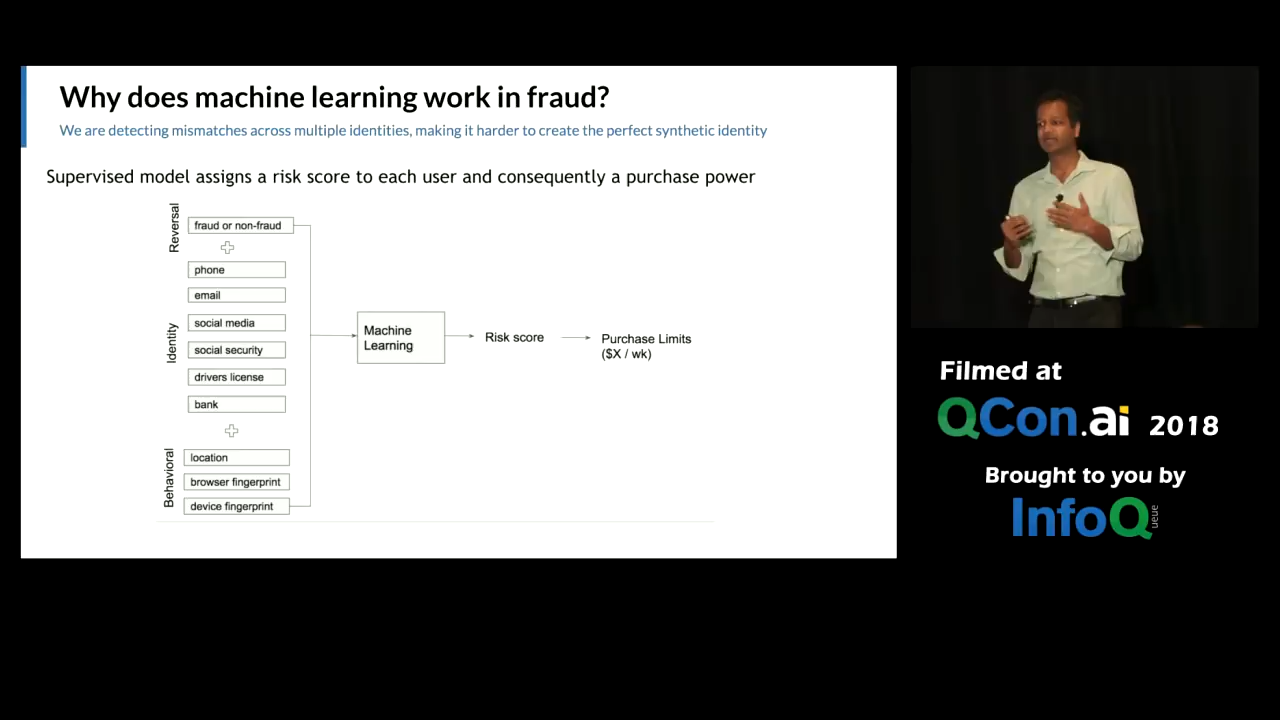 Why does machine learning work in fraud?
We are detecting mismatches across multiple identities, making it harder to create the perfect synthetic identity
Supervised model assigns a risk score to each user and consequently a purchase power
Reversal
fraud or non-fraud
Identity
phone
email
social media
social security
drivers license
bank
Behavioral
location
browser fingerprint
device fingerprint
Machine
Learning
Risk score
Purchase Limits
($X / wk)
Filmed at
QCon.ai 2018
Brought to you by
InfoQueue